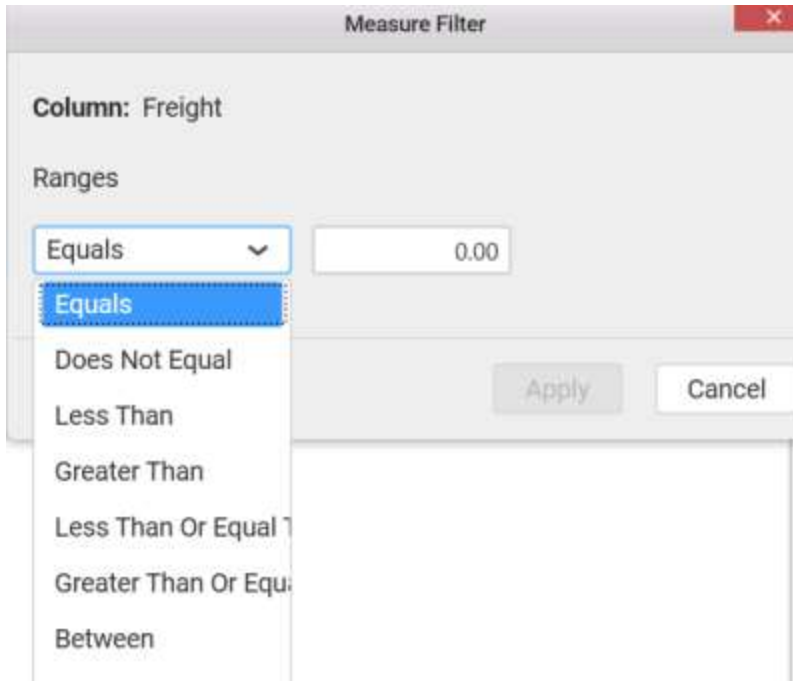 Measure Filter
Column: Freight
Ranges
Equals 0.00
Equals
Does Not Equal
Apply Cancel
Less Than
Greater Than
Less Than Or Equal
Greater Than Or Equa
Between